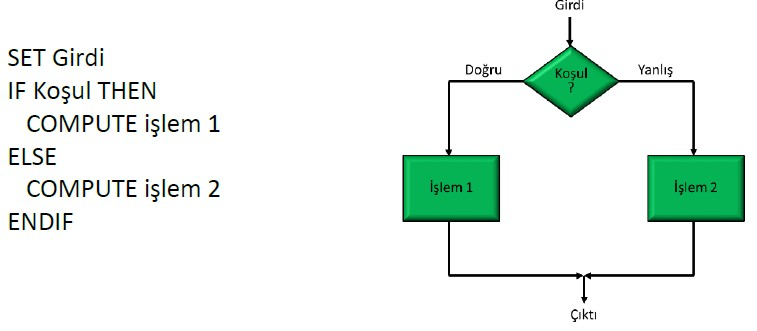 SET Girdi
IF Koşul THEN
COMPUTE işlem 1
ELSE
COMPUTE işlem 2
ENDIF
Girdi
Doğru
Koşul
?
Yanlış
İşlem 1
İşlem 2
Çıktı